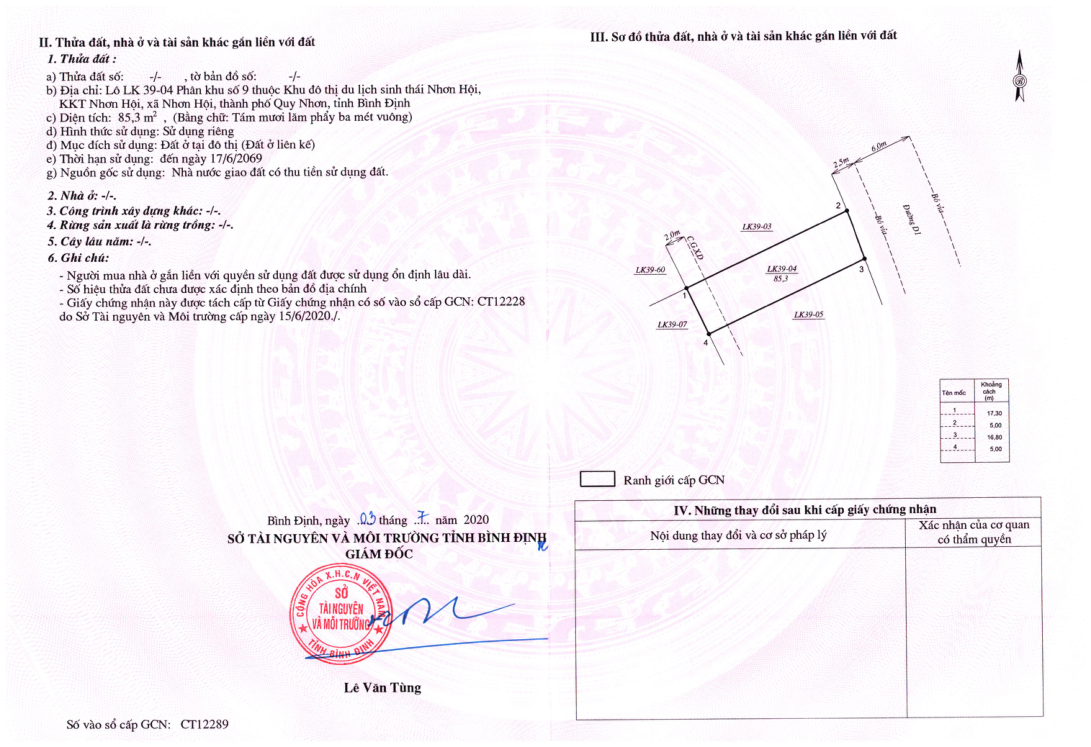 II. Thửa đất, nhà ở và tài sản khác gắn liền với đất
1. Thửa đất :
a) Thửa đất số: -/- , tờ bản đồ số: -/-
b) Địa chỉ: Lô LK 39-04 Phân khu số 9 thuộc Khu đô thị du lịch sinh thái Nhơn Hội,
KKT Nhơn Hội, xã Nhơn Hội, thành phố Quy Nhơn, tỉnh Bình Định
c) Diện tích: 85,3 m² , (Bằng chữ: Tám mươi lăm phẩy ba mét vuông)
d) Hình thức sử dụng: Sử dụng riêng
đ) Mục đích sử dụng: Đất ở tại đô thị (Đất ở liên kế)
e) Thời hạn sử dụng: đến ngày 17/6/2069
g) Nguồn gốc sử dụng: Nhà nước giao đất có thu tiền sử dụng đất.
2. Nhà ở: -/-.
3. Công trình xây dựng khác: -/-.
4. Rừng sản xuất là rừng trồng: -/-.
5. Cây lâu năm: -/-.
6. Ghi chú:
- Người mua nhà ở gắn liền với quyền sử dụng đất được sử dụng ổn định lâu dài.
- Số hiệu thửa đất chưa được xác định theo bản đồ địa chính
- Giấy chứng nhận này được tách cấp từ Giấy chứng nhận có số vào sổ cấp GCN: CT12228
do Sở Tài nguyên và Môi trường cấp ngày 15/6/2020./.
Bình Định, ngày 03 tháng 7 năm 2020
SỞ TÀI NGUYÊN VÀ MÔI TRƯỜNG TỈNH BÌNH ĐỊNH
GIÁM ĐỐC
CỘNG HÒA X.H.C.N VIỆT NAM
SỞ
TÀI NGUYÊN
VÀ MÔI TRƯỜNG
TỈNH BÌNH ĐỊNH
Lê Văn Tùng
Số vào sổ cấp GCN: CT12289
III. Sơ đồ thửa đất, nhà ở và tài sản khác gắn liền với đất
B
6.0m
2.5m
2
Bó vỉa
Đường D1
Bó vỉa
LK39-03
2.0m
CGXD
LK39-60
LK39-04
85,3
3
1
LK39-05
LK39-07
4
Tên mốc Khoảng cách (m)
1 17,30
2 5,00
3 16,80
4 5,00
Ranh giới cấp GCN
IV. Những thay đổi sau khi cấp giấy chứng nhận
Nội dung thay đổi và cơ sở pháp lý
Xác nhận của cơ quan
có thẩm quyền